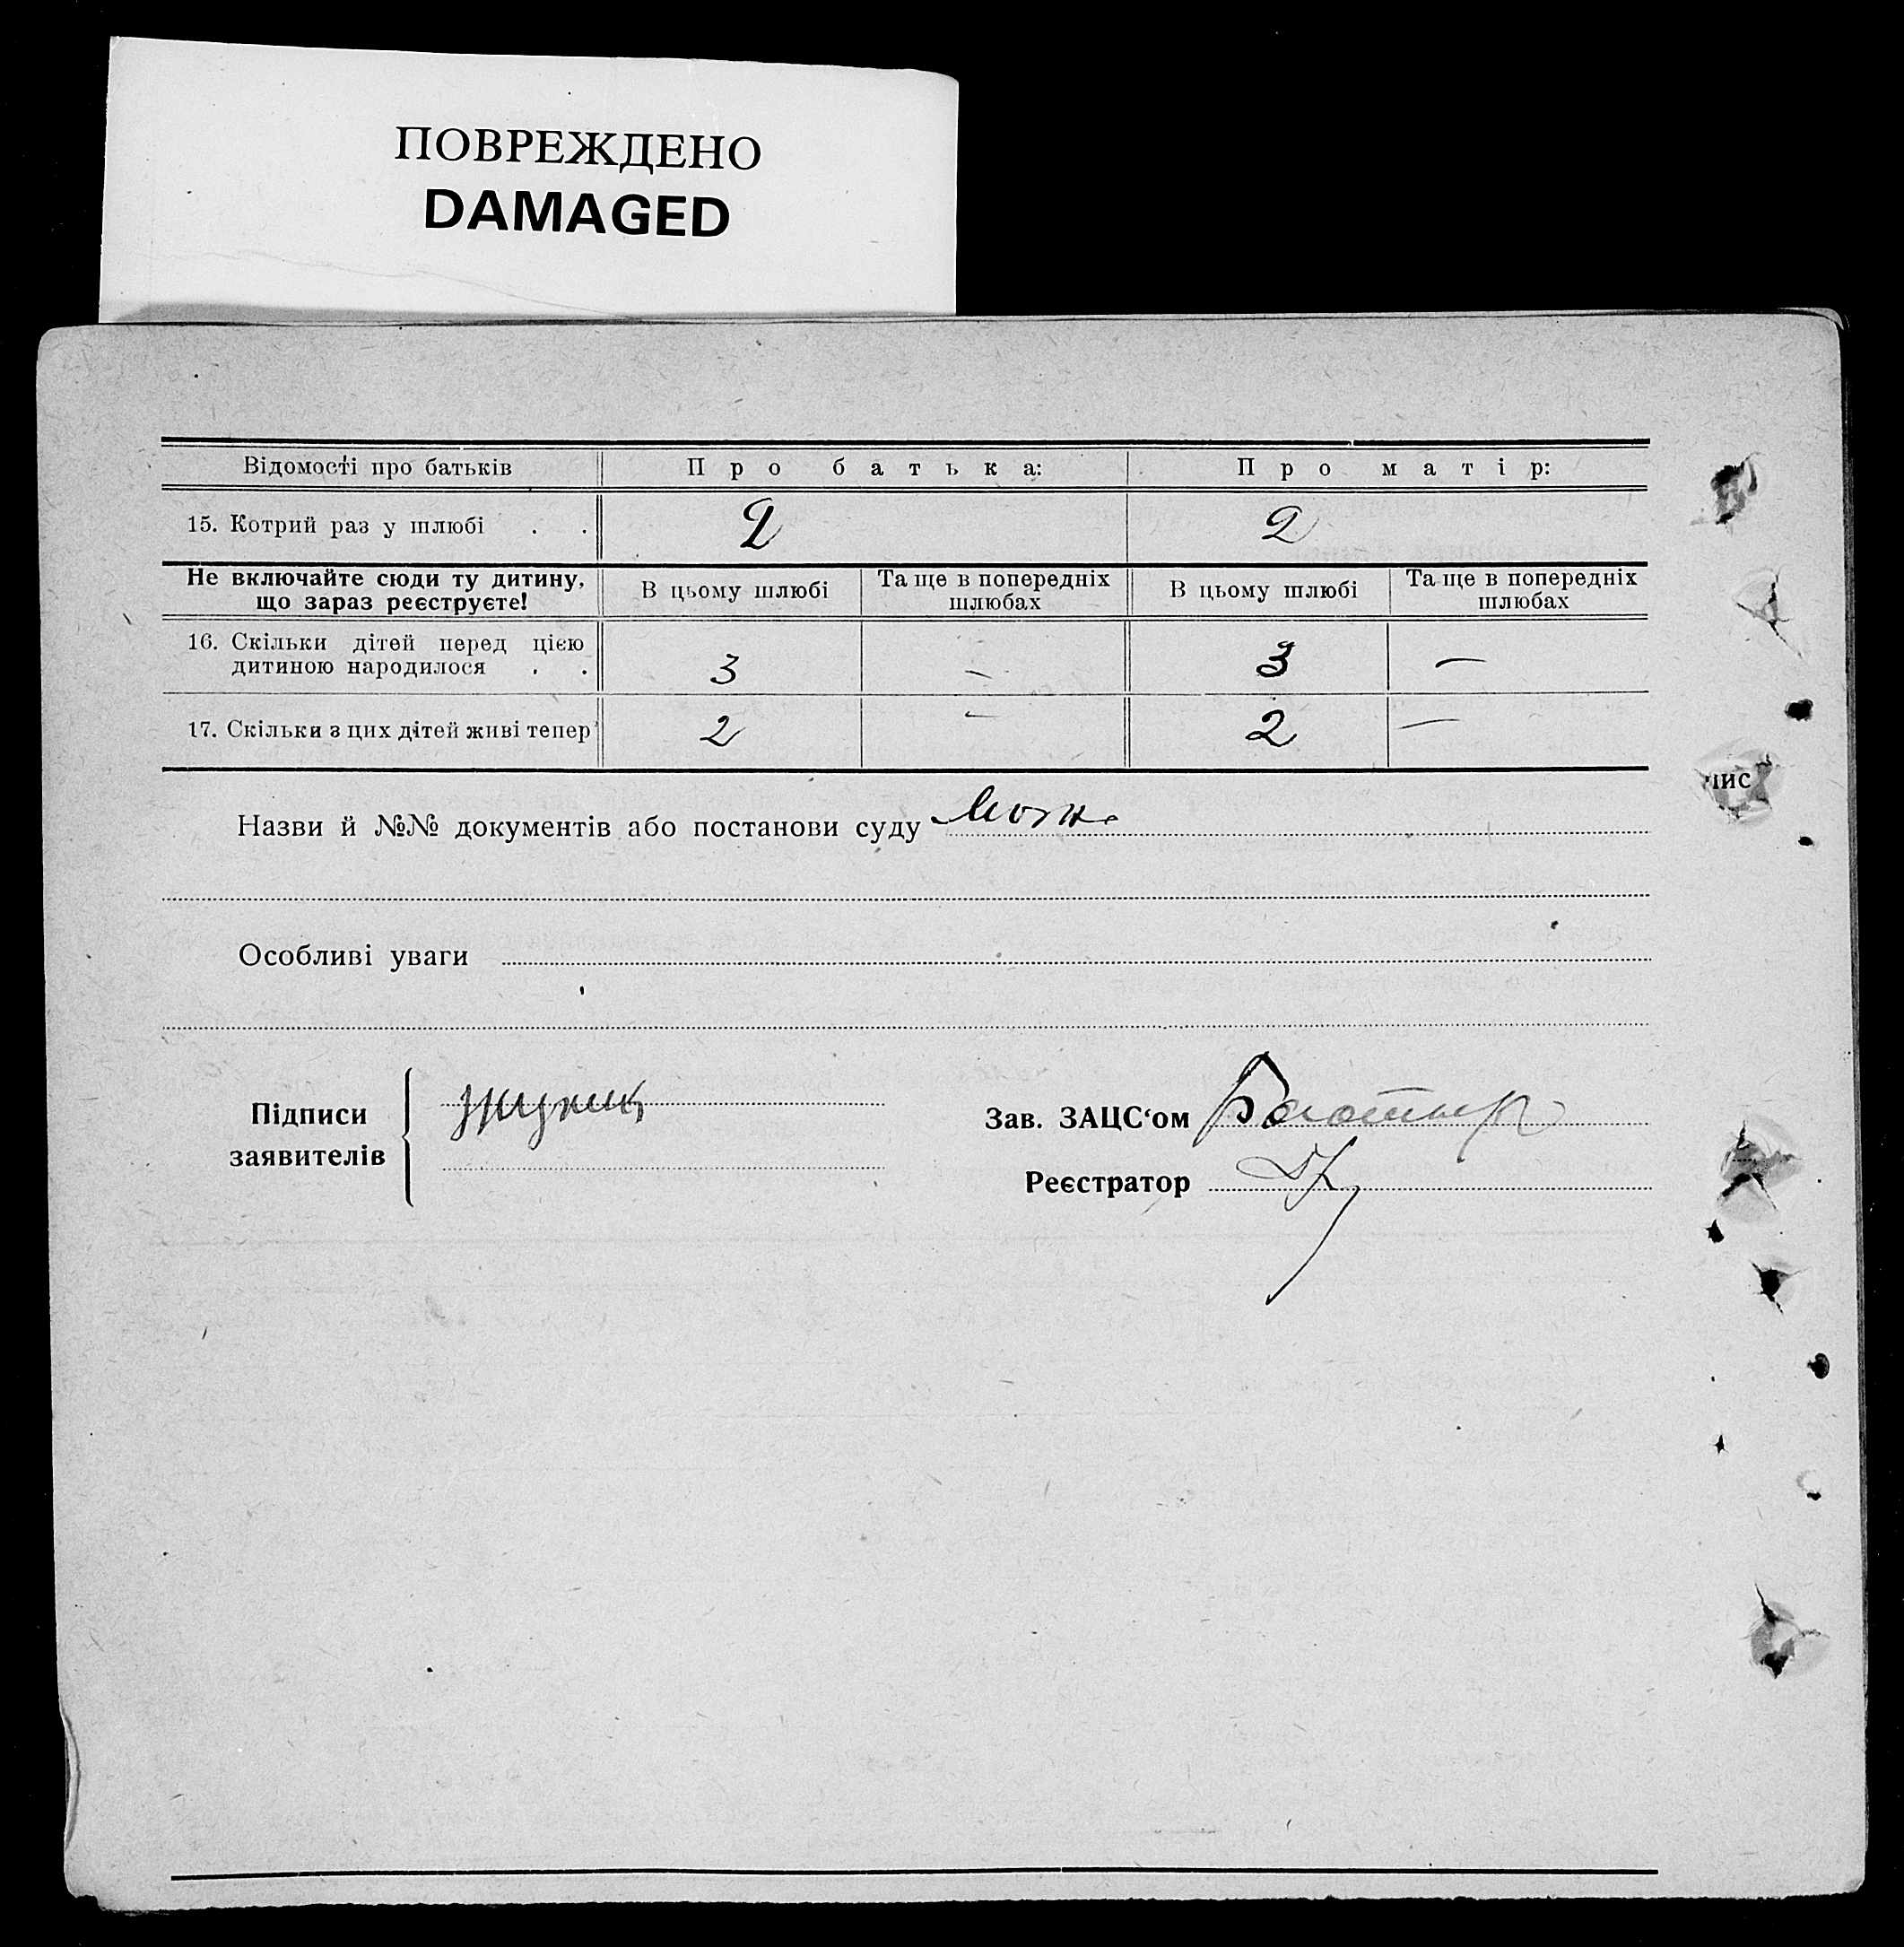 ПОВРЕЖДЕНО
DAMAGED
Відомості про батьків Про батька: Про матір:
15. Котрий раз у шлюбі . . 2 2
Не включайте сюди ту дитину, що зараз реєструєте! В цьому шлюбі Та ще в попередніх шлюбах В цьому шлюбі Та ще в попередніх шлюбах
16. Скільки дітей перед цією
дитиною народилося . . 3 – 3 –
17. Скільки з цих дітей живі тепер 2 – 2 –
пис
Назви й №№ документів або постанови суду
Особливі уваги
Підписи
заявителів
Зав. ЗАЦС‘ом
Реєстратор